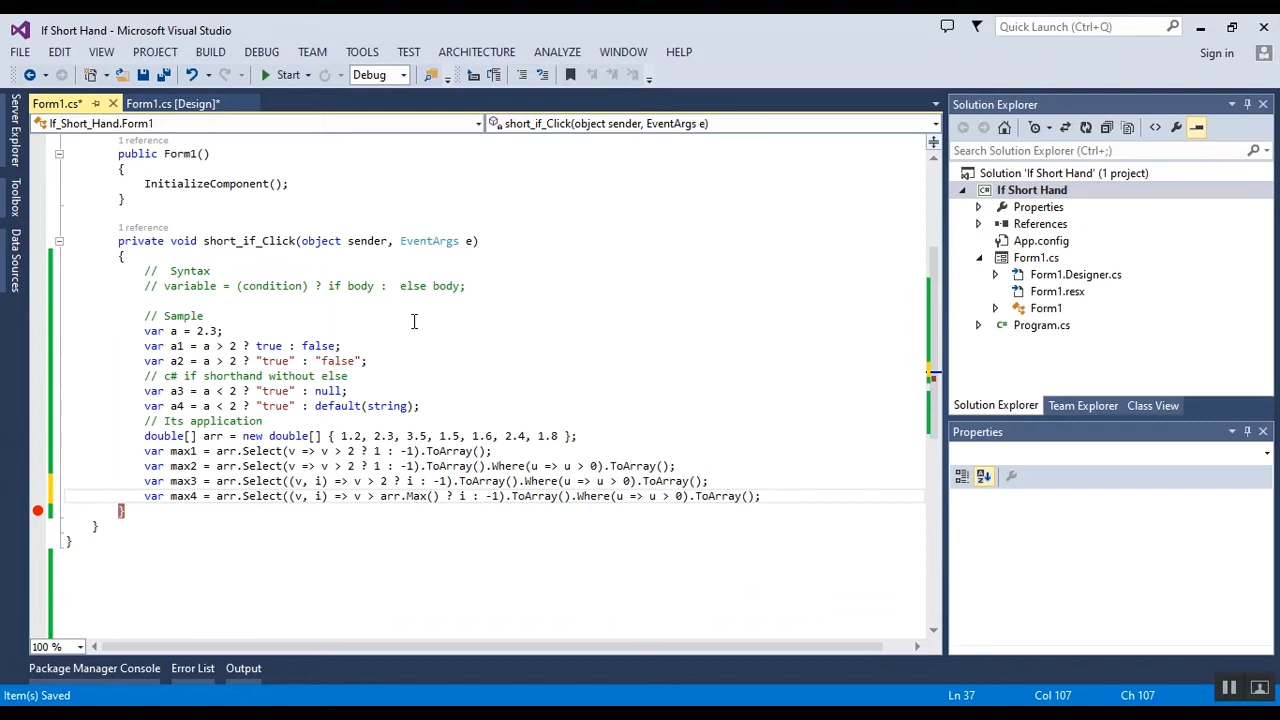 If Short Hand - Microsoft Visual Studio
Quick Launch (Ctrl+Q)
FILE EDIT VIEW PROJECT BUILD DEBUG TEAM TOOLS TEST ARCHITECTURE ANALYZE WINDOW HELP
Sign in
Start
Debug
Form1.cs*
Form1.cs [Design]*
If_Short_Hand.Form1
short_if_Click(object sender, EventArgs e)
Server Explorer
Toolbox
Data Sources
1 reference
public Form1()
{
InitializeComponent();
}
1 reference
private void short_if_Click(object sender, EventArgs e)
{
// Syntax
// variable = (condition) ? if body : else body;
// Sample
var a = 2.3;
var a1 = a > 2 ? true : false;
var a2 = a > 2 ? "true" : "false";
// c# if shorthand without else
var a3 = a < 2 ? "true" : null;
var a4 = a < 2 ? "true" : default(string);
// Its application
double[] arr = new double[] { 1.2, 2.3, 3.5, 1.5, 1.6, 2.4, 1.8 };
var max1 = arr.Select(v => v > 2 ? 1 : -1).ToArray();
var max2 = arr.Select(v => v > 2 ? 1 : -1).ToArray().Where(u => u > 0).ToArray();
var max3 = arr.Select((v, i) => v > 2 ? i : -1).ToArray().Where(u => u > 0).ToArray();
var max4 = arr.Select((v, i) => v > arr.Max() ? i : -1).ToArray().Where(u => u > 0).ToArray();
}
}
}
100 %
Package Manager Console
Error List
Output
Solution Explorer
Search Solution Explorer (Ctrl+;)
Solution 'If Short Hand' (1 project)
If Short Hand
Properties
References
App.config
Form1.cs
Form1.Designer.cs
Form1.resx
Form1
Program.cs
Solution Explorer
Team Explorer
Class View
Properties
Item(s) Saved
Ln 37
Col 107
Ch 107